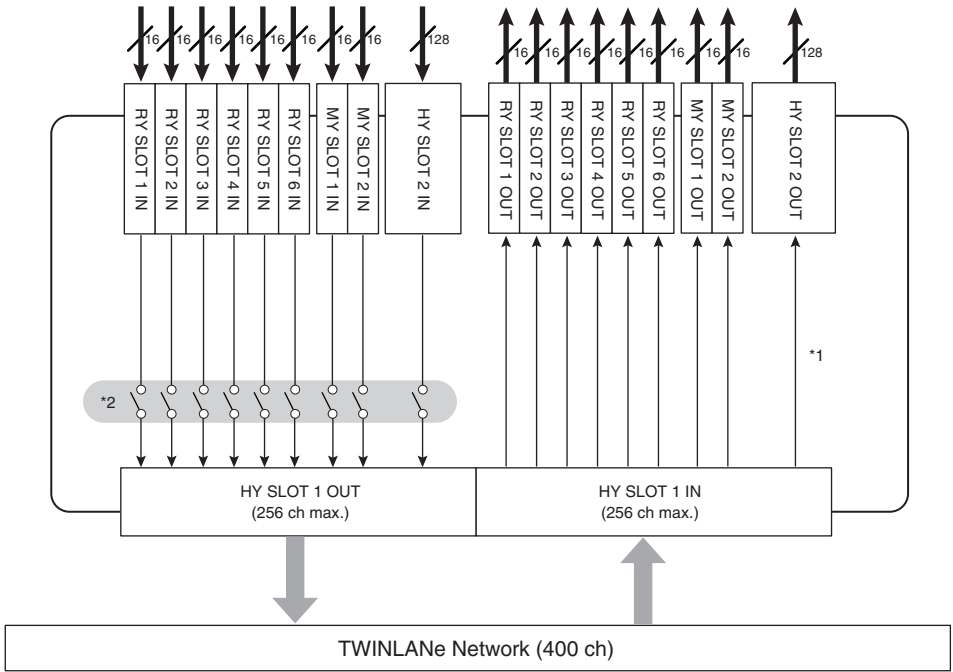 16 16 16 16 16 16 16 16 128 16 16 16 16 16 16 16 16 128
RY SLOT 1 IN
RY SLOT 2 IN
RY SLOT 3 IN
RY SLOT 4 IN
RY SLOT 5 IN
RY SLOT 6 IN
MY SLOT 1 IN
MY SLOT 2 IN
HY SLOT 2 IN
RY SLOT 1 OUT
RY SLOT 2 OUT
RY SLOT 3 OUT
RY SLOT 4 OUT
RY SLOT 5 OUT
RY SLOT 6 OUT
MY SLOT 1 OUT
MY SLOT 2 OUT
HY SLOT 2 OUT
*1
*2
HY SLOT 1 OUT
(256 ch max.)
HY SLOT 1 IN
(256 ch max.)
TWINLANe Network (400 ch)